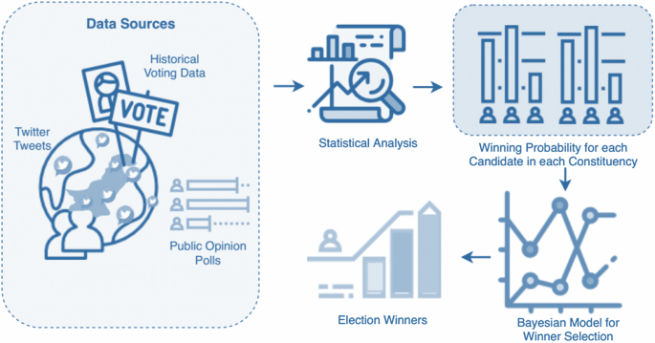 Data Sources
Historical
Voting Data
VOTE
Twitter
Tweets
Public Opinion
Polls
Statistical Analysis
Winning Probability for each
Candidate in each Constituency
Bayesian Model for
Winner Selection
Election Winners